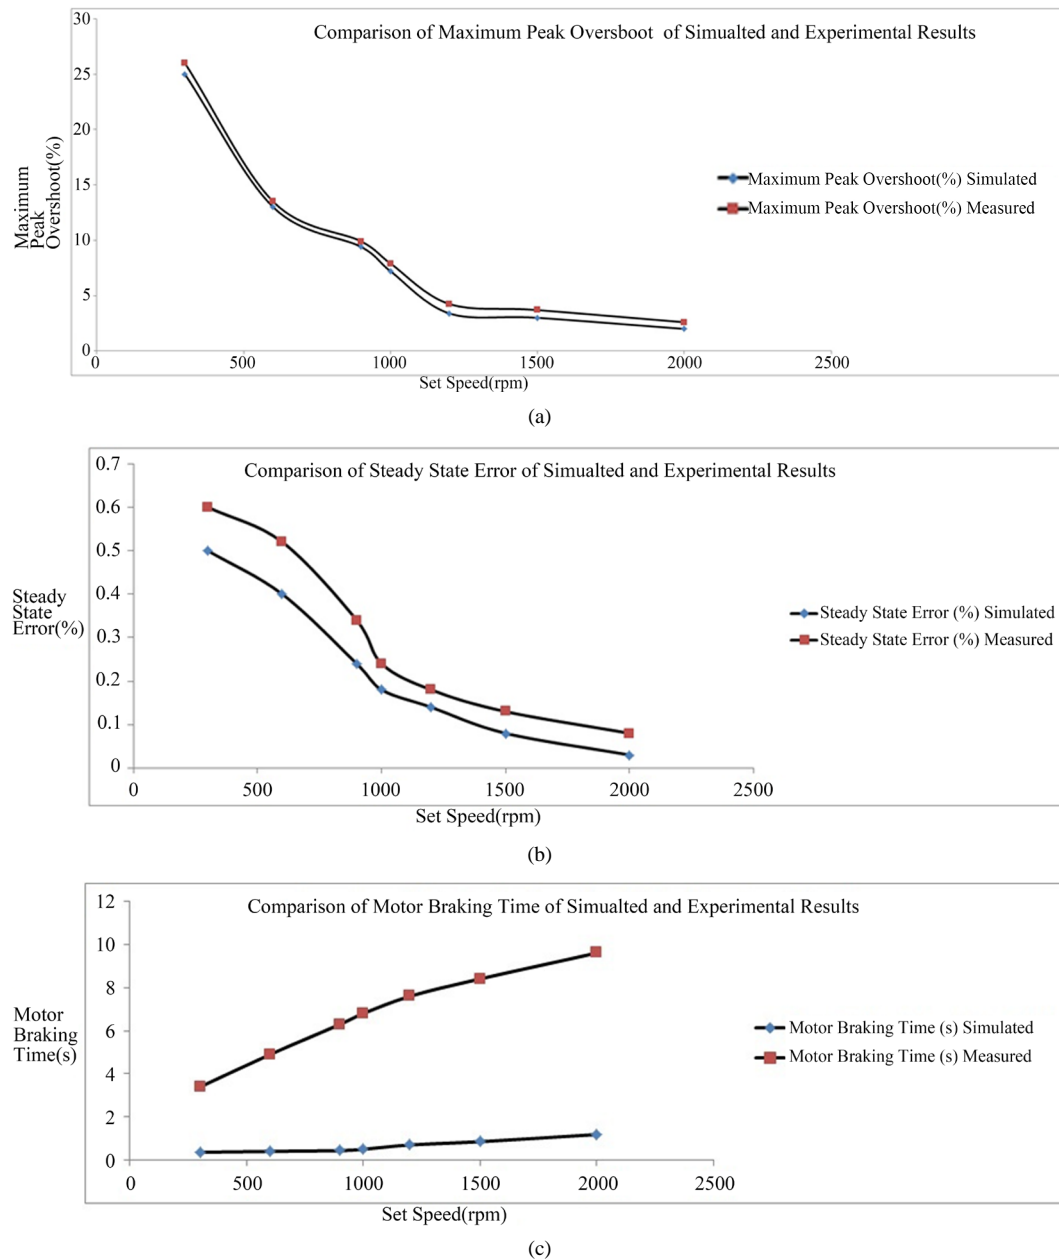 Comparison of Maximum Peak Oversboot of Simualted and Experimental Results
30
25
20
15
10
5
0
Maximum
Peak
Overshoot(%)
Maximum Peak Overshoot(%) Simulated
Maximum Peak Overshoot(%) Measured
0 500 1000 1500 2000 2500
Set Speed(rpm)
(a)
Comparison of Steady State Error of Simualted and Experimental Results
0.7
0.6
0.5
0.4
0.3
0.2
0.1
0
Steady
State
Error(%)
Steady State Error (%) Simulated
Steady State Error (%) Measured
0 500 1000 1500 2000 2500
Set Speed(rpm)
(b)
Comparison of Motor Braking Time of Simualted and Experimental Results
12
10
8
6
4
2
0
Motor
Braking
Time(s)
Motor Braking Time (s) Simulated
Motor Braking Time (s) Measured
0 500 1000 1500 2000 2500
Set Speed(rpm)
(c)